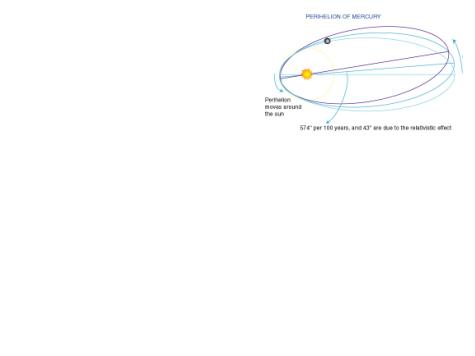 PERIHELION OF MERCURY
Perihelion
moves around
the sun
574" per 100 years, and 43" are due to the relativistic effect